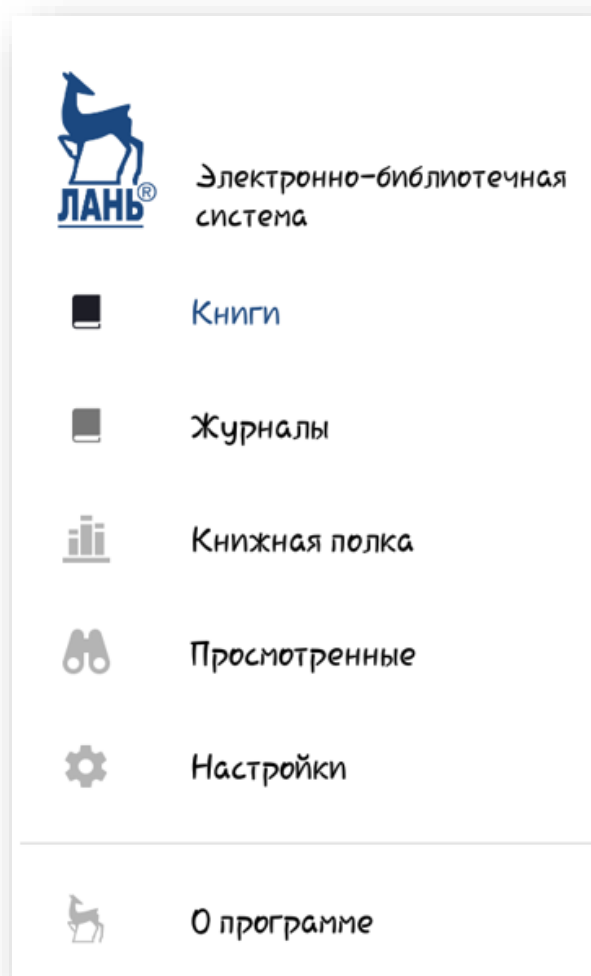 ЛАНЬ®
Электронно-библиотечная
система
Книги
Журналы
Книжная полка
Просмотренные
Настройки
О программе